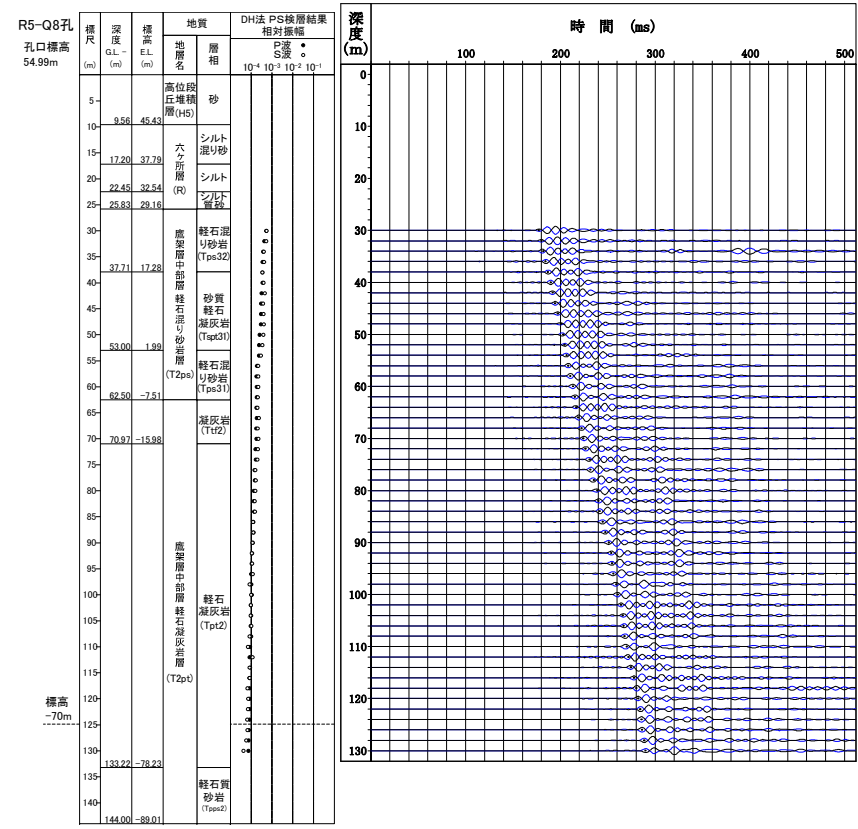 R5-Q8孔
孔口標高
54.99m
標尺
(m)
深度
G.L. -
(m)
標高
E.L.
(m)
地質
地層名
層相
DH法 PS検層結果
相対振幅
P波 ●
S波 ○
10⁻⁴ 10⁻³ 10⁻² 10⁻¹
深度
(m)
時 間 (ms)
100 200 300 400 500
高位段
丘堆積
層(H5)
砂
9.56 45.43
六ケ所層
(R)
シルト
混り砂
17.20 37.79
シルト
22.45 32.54
シルト
質砂
25.83 29.16
鷹架層中部層 軽石混り砂岩層
(T2ps)
軽石混
り砂岩
(Tps32)
37.71 17.28
砂質
軽石
凝灰岩
(Tspt31)
53.00 1.99
軽石混
り砂岩
(Tps31)
62.50 -7.51
凝灰岩
(Ttf2)
70.97 -15.98
鷹架層中部層 軽石凝灰岩層
(T2pt)
軽石
凝灰岩
(Tpt2)
標高
-70m
133.22 -78.23
軽石質
砂岩
(Tpps2)
144.00 -89.01
5
10
15
20
25
30
35
40
45
50
55
60
65
70
75
80
85
90
95
100
105
110
115
120
125
130
135
140
0
10
20
30
40
50
60
70
80
90
100
110
120
130